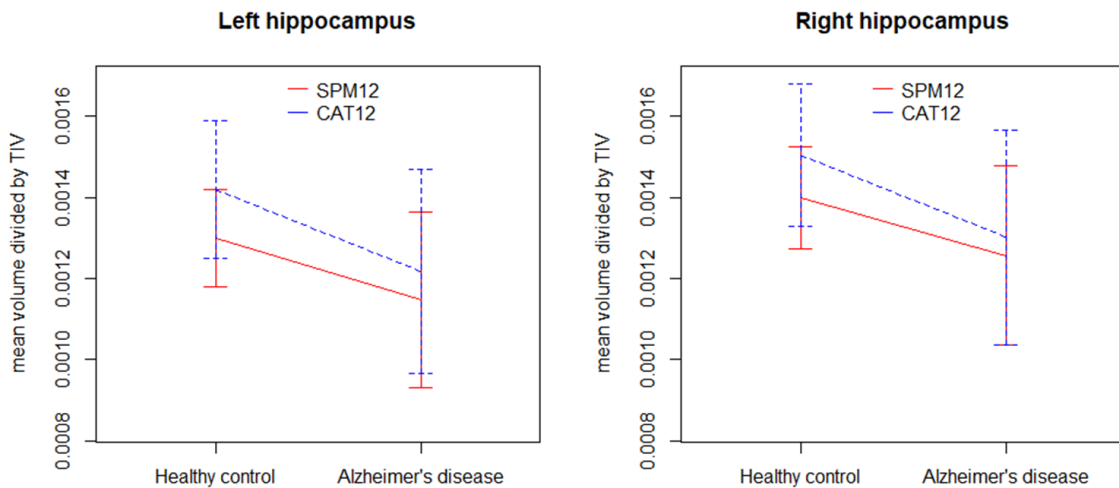 Left hippocampus
mean volume divided by TIV
0.0016
0.0014
0.0012
0.0010
0.0008
SPM12
CAT12
Healthy control
Alzheimer's disease
Right hippocampus
mean volume divided by TIV
0.0016
0.0014
0.0012
0.0010
0.0008
SPM12
CAT12
Healthy control
Alzheimer's disease